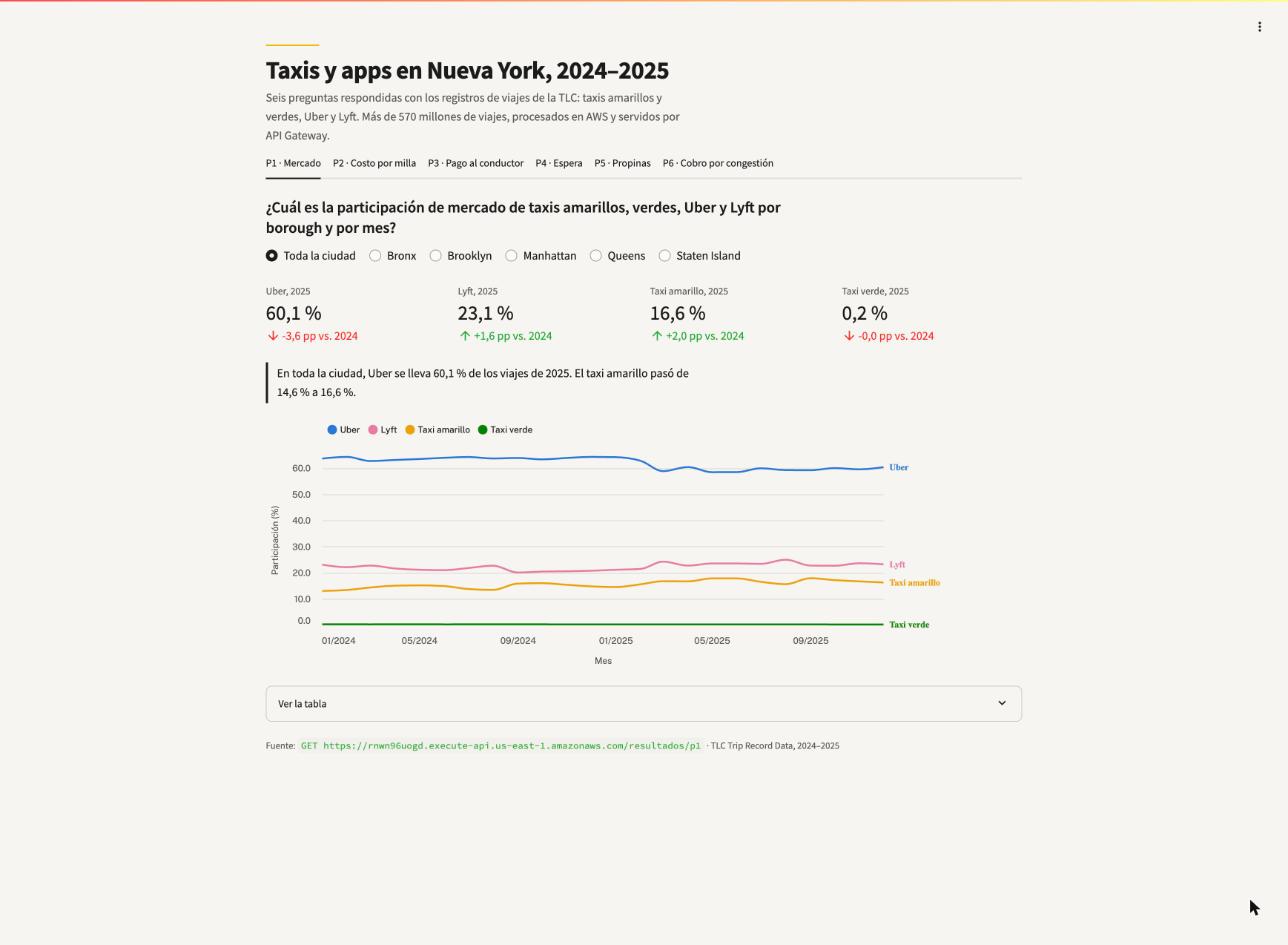 Taxis y apps en Nueva York, 2024–2025
Seis preguntas respondidas con los registros de viajes de la TLC: taxis amarillos y
verdes, Uber y Lyft. Más de 570 millones de viajes, procesados en AWS y servidos por
API Gateway.
P1 · Mercado P2 · Costo por milla P3 · Pago al conductor P4 · Espera P5 · Propinas P6 · Cobro por congestión
¿Cuál es la participación de mercado de taxis amarillos, verdes, Uber y Lyft por
borough y por mes?
Toda la ciudad Bronx Brooklyn Manhattan Queens Staten Island
Uber, 2025 Lyft, 2025 Taxi amarillo, 2025 Taxi verde, 2025
60,1 % 23,1 % 16,6 % 0,2 %
-3,6 pp vs. 2024 +1,6 pp vs. 2024 +2,0 pp vs. 2024 -0,0 pp vs. 2024
En toda la ciudad, Uber se lleva 60,1 % de los viajes de 2025. El taxi amarillo pasó de
14,6 % a 16,6 %.
Uber Lyft Taxi amarillo Taxi verde
60.0
50.0
40.0
30.0
20.0
10.0
0.0
Participación (%)
Uber
Lyft
Taxi amarillo
Taxi verde
01/2024 05/2024 09/2024 01/2025 05/2025 09/2025
Mes
Ver la tabla
Fuente: GET https://rnwn96uogd.execute-api.us-east-1.amazonaws.com/resultados/p1 · TLC Trip Record Data, 2024–2025